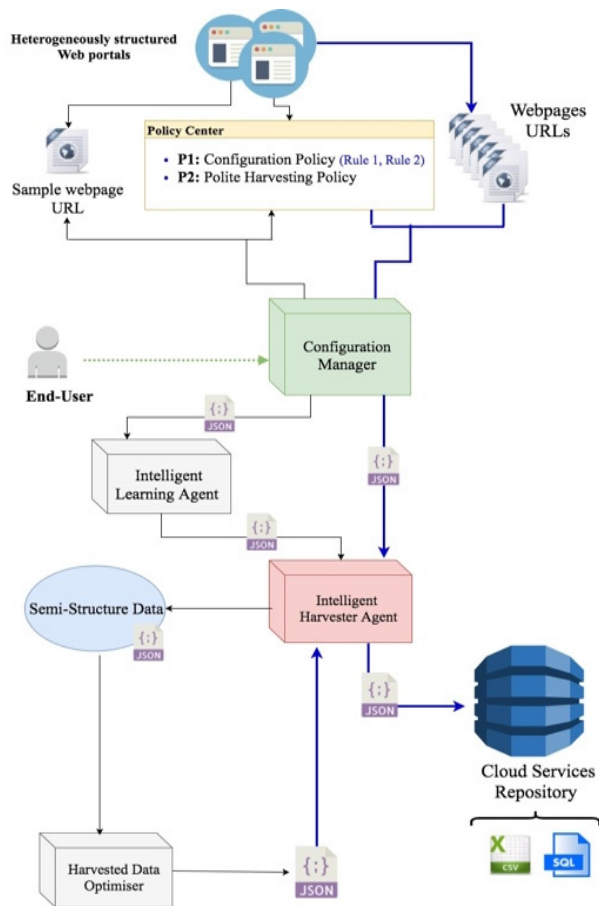 Heterogeneously structured
Web portals
Webpages
URLs
Policy Center
P1: Configuration Policy (Rule 1, Rule 2)
P2: Polite Harvesting Policy
Sample webpage
URL
Configuration
Manager
End-User
{;}
JSON
{;}
JSON
Intelligent
Learning Agent
{;}
JSON
Intelligent
Harvester Agent
Semi-Structure Data
{;}
JSON
{;}
JSON
Cloud Services
Repository
X
CSV
SQL
Harvested Data
Optimiser
{;}
JSON